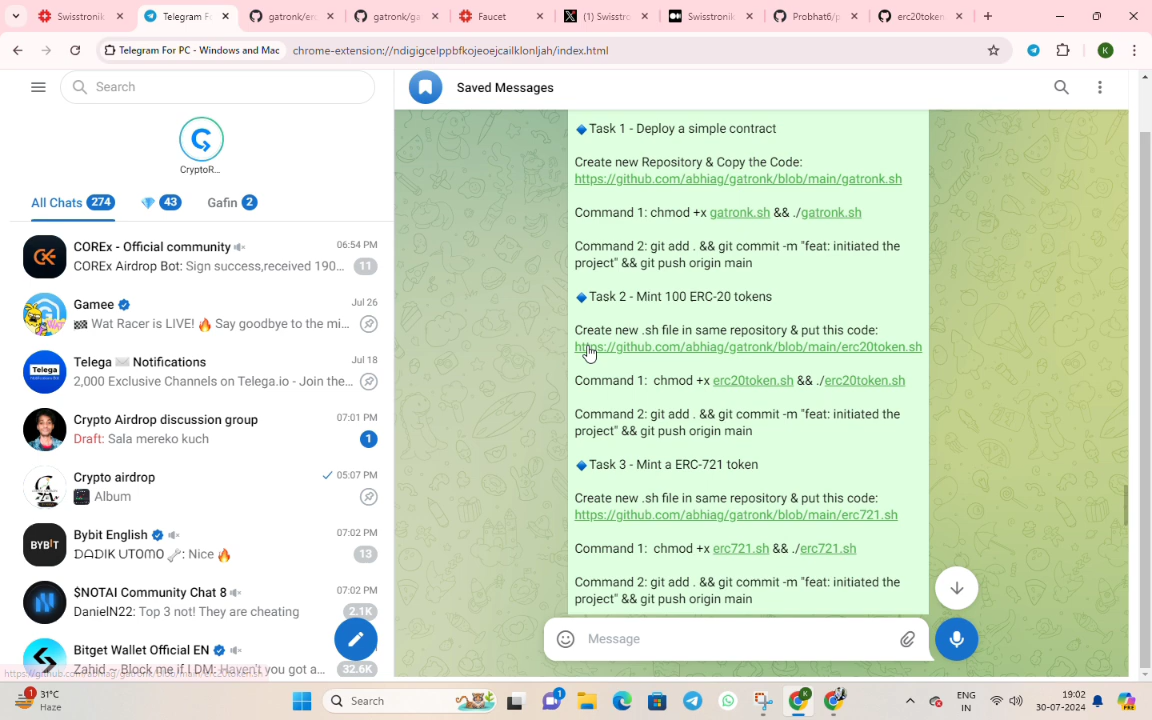 Swisstronik
Telegram F
gatronk/er
gatronk/ga
Faucet
(1) Swisstro
Swisstronik
Probhat6/p
erc20token
Telegram For PC - Windows and Mac
chrome-extension://ndigigcelppbfkojeoejcailklonljah/index.html
K
Search
CryptoR...
All Chats 274
43
Gafin 2
COREx - Official community
06:54 PM
COREx Airdrop Bot: Sign success,received 190...
11
Gamee
Jul 26
Wat Racer is LIVE! 🔥 Say goodbye to the mi...
Telega ✉ Notifications
Jul 18
2,000 Exclusive Channels on Telega.io - Join the...
Crypto Airdrop discussion group
07:01 PM
Draft: Sala mereko kuch
1
Crypto airdrop
05:07 PM
Album
Bybit English
07:02 PM
DADIK UTOMO: Nice 🔥
13
$NOTAI Community Chat 8
07:02 PM
DanielN22: Top 3 not! They are cheating
2.1K
Bitget Wallet Official EN
Zahid ~ Block me if I DM: Haven't you got a...
32.6K
https://github.com/abhiag/gatronk/blob/main/erc20token.sh
Saved Messages
🔹Task 1 - Deploy a simple contract
Create new Repository & Copy the Code:
https://github.com/abhiag/gatronk/blob/main/gatronk.sh
Command 1: chmod +x gatronk.sh && ./gatronk.sh
Command 2: git add . && git commit -m "feat: initiated the
project" && git push origin main
🔹Task 2 - Mint 100 ERC-20 tokens
Create new .sh file in same repository & put this code:
https://github.com/abhiag/gatronk/blob/main/erc20token.sh
Command 1:  chmod +x erc20token.sh && ./erc20token.sh
Command 2: git add . && git commit -m "feat: initiated the
project" && git push origin main
🔹Task 3 - Mint a ERC-721 token
Create new .sh file in same repository & put this code:
https://github.com/abhiag/gatronk/blob/main/erc721.sh
Command 1:  chmod +x erc721.sh && ./erc721.sh
Command 2: git add . && git commit -m "feat: initiated the
project" && git push origin main
Message
1
31°C
Haze
Search
1
ENG
IN
19:02
30-07-2024